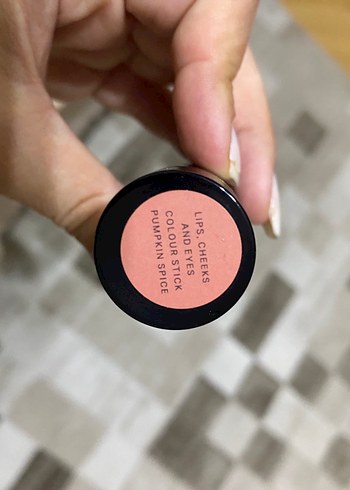 LIPS, CHEEKS
AND EYES
COLOUR STICK
PUMPKIN SPICE